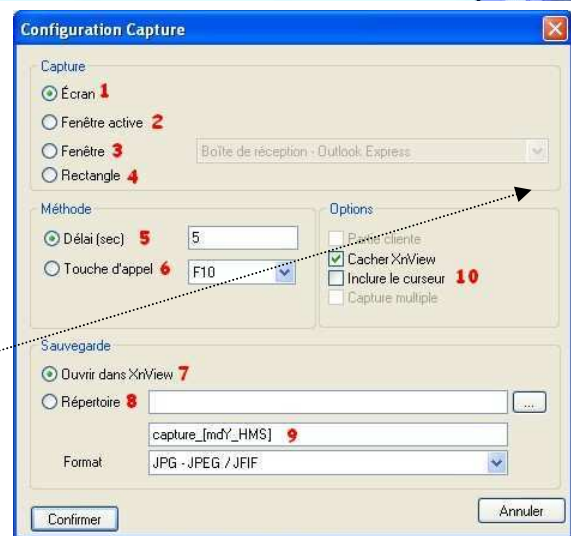 Configuration Capture
Capture
Écran 1
Fenêtre active 2
Fenêtre 3 Boîte de réception - Outlook Express
Rectangle 4
Méthode
Délai (sec) 5 5
Touche d'appel 6 F10
Options
Partie cliente
Cacher XnView
Inclure le curseur 10
Capture multiple
Sauvegarde
Ouvrir dans XnView 7
Répertoire 8 ...
capture_[mdY_HMS] 9
Format JPG - JPEG / JFIF
Confirmer Annuler